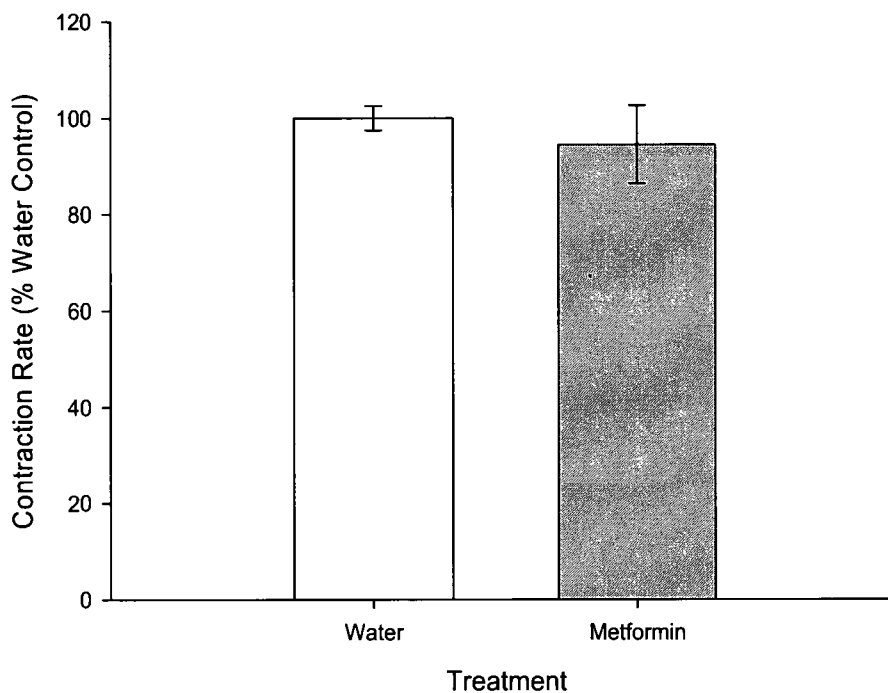 120
100
80
60
40
20
0
Contraction Rate (% Water Control)
Water Metformin
Treatment